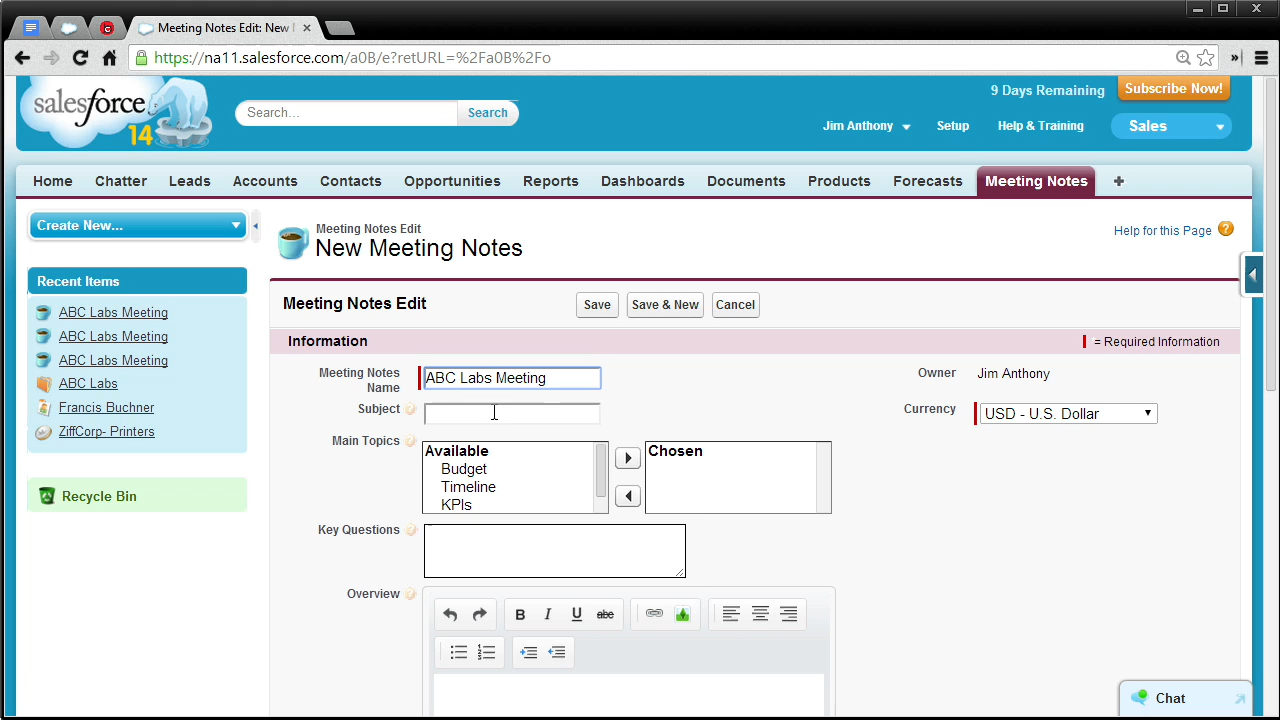 Meeting Notes Edit: New
https://na11.salesforce.com/a0B/e?retURL=%2Fa0B%2Fo
salesforce
14
Search...
Search
9 Days Remaining
Subscribe Now!
Jim Anthony
Setup
Help & Training
Sales
Home
Chatter
Leads
Accounts
Contacts
Opportunities
Reports
Dashboards
Documents
Products
Forecasts
Meeting Notes
Create New...
Recent Items
ABC Labs Meeting
ABC Labs Meeting
ABC Labs Meeting
ABC Labs
Francis Buchner
ZiffCorp- Printers
Recycle Bin
Meeting Notes Edit
New Meeting Notes
Help for this Page
Meeting Notes Edit
Save
Save & New
Cancel
Information
= Required Information
Meeting Notes
Name
ABC Labs Meeting
Owner
Jim Anthony
Subject
Currency
USD - U.S. Dollar
Main Topics
Available
Budget
Timeline
KPIs
Chosen
Key Questions
Overview
B I U abc
Chat